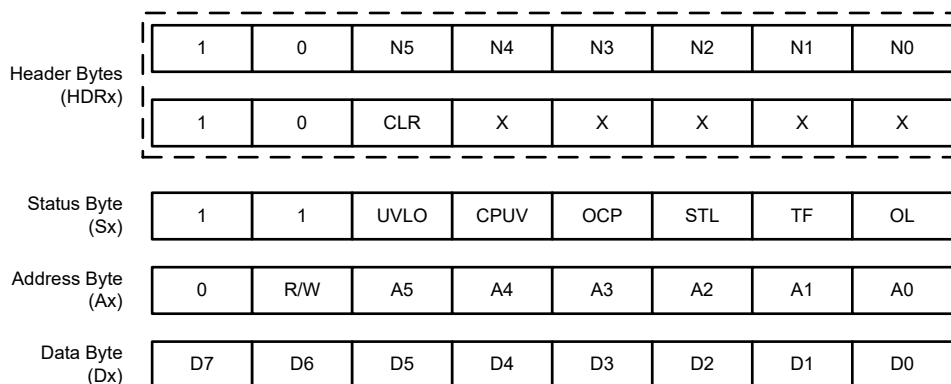 1 0 N5 N4 N3 N2 N1 N0
Header Bytes
(HDRx)
1 0 CLR X X X X X
Status Byte
(Sx)
1 1 UVLO CPUV OCP STL TF OL
Address Byte
(Ax)
0 R/W A5 A4 A3 A2 A1 A0
Data Byte
(Dx)
D7 D6 D5 D4 D3 D2 D1 D0